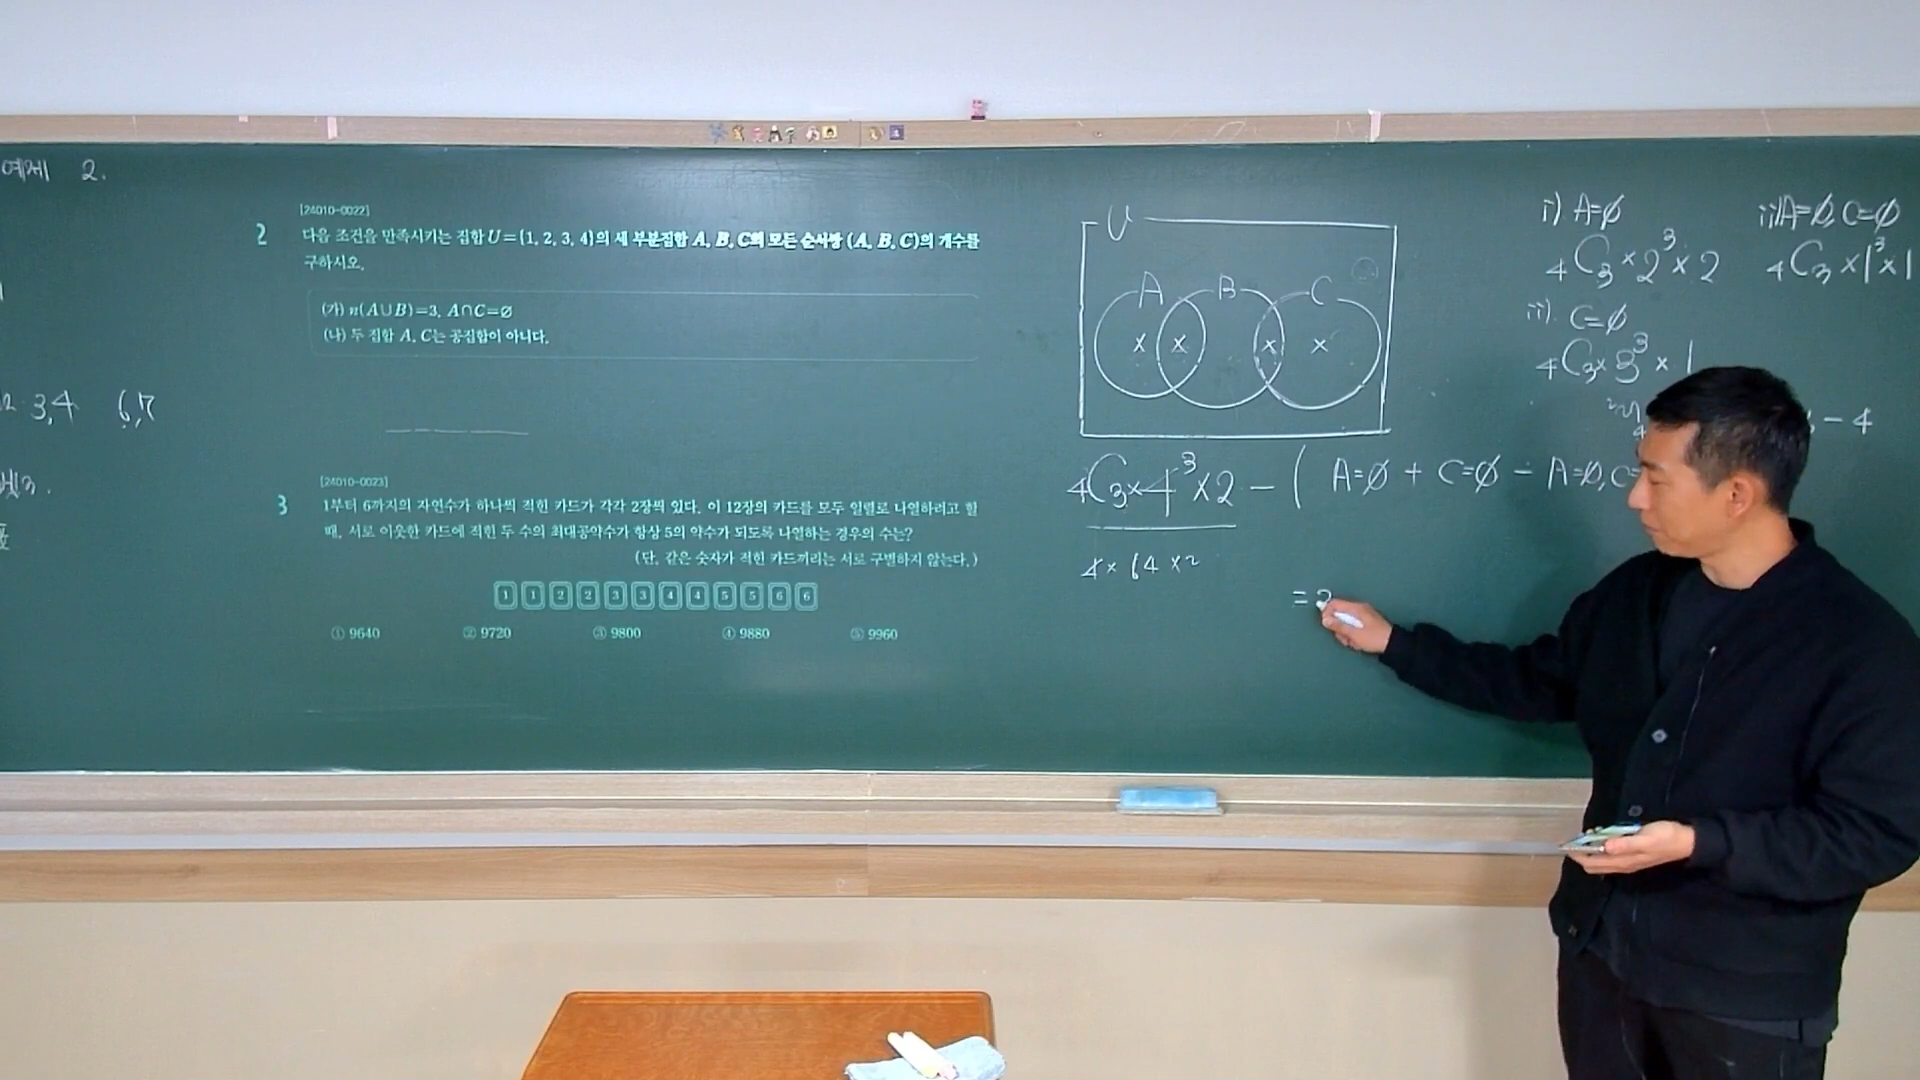 예제 2.
3,4 6,7
[24010-0022]
2 다음 조건을 만족시키는 집합 U={1, 2, 3, 4}의 세 부분집합 A, B, C의 모든 순서쌍 (A, B, C)의 개수를
구하시오.
(가) n(A∪B)=3, A∩C=∅
(나) 두 집합 A, C는 공집합이 아니다.
[24010-0023]
3 1부터 6까지의 자연수가 하나씩 적힌 카드가 각각 2장씩 있다. 이 12장의 카드를 모두 일렬로 나열하려고 할
때, 서로 이웃한 카드에 적힌 두 수의 최대공약수가 항상 5의 약수가 되도록 나열하는 경우의 수는?
(단, 같은 숫자가 적힌 카드끼리는 서로 구별하지 않는다.)
1 1 2 2 3 3 4 4 5 5 6 6
① 9640 ② 9720 ③ 9800 ④ 9880 ⑤ 9960
U
A B C
× × × ×
₄C₃×4³×2 - ( A=∅ + C=∅ - A=∅, C=
4×64×2
=2
i) A=∅
₄C₃×2³×2
ii) C=∅
₄C₃×3³×1
- 4
iii) A=∅, C=∅
₄C₃×1³×1